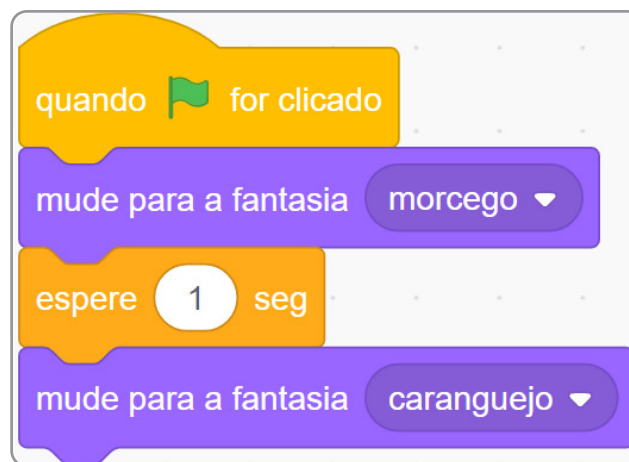 quando for clicado
mude para a fantasia morcego
espere 1 seg
mude para a fantasia caranguejo